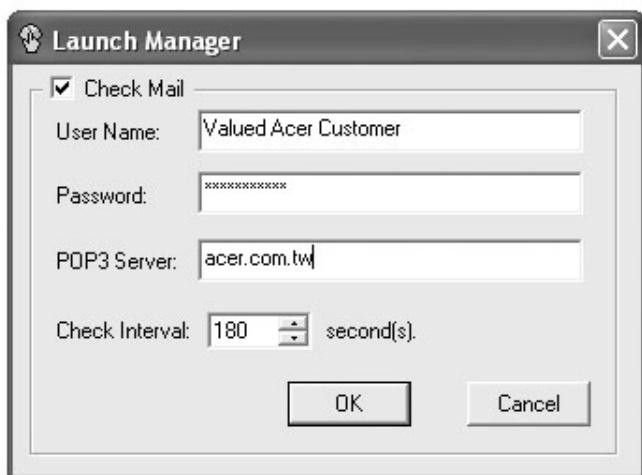 Launch Manager
Check Mail
User Name: Valued Acer Customer
Password: ***********
POP3 Server: acer.com.tw
Check Interval: 180 second(s).
OK Cancel